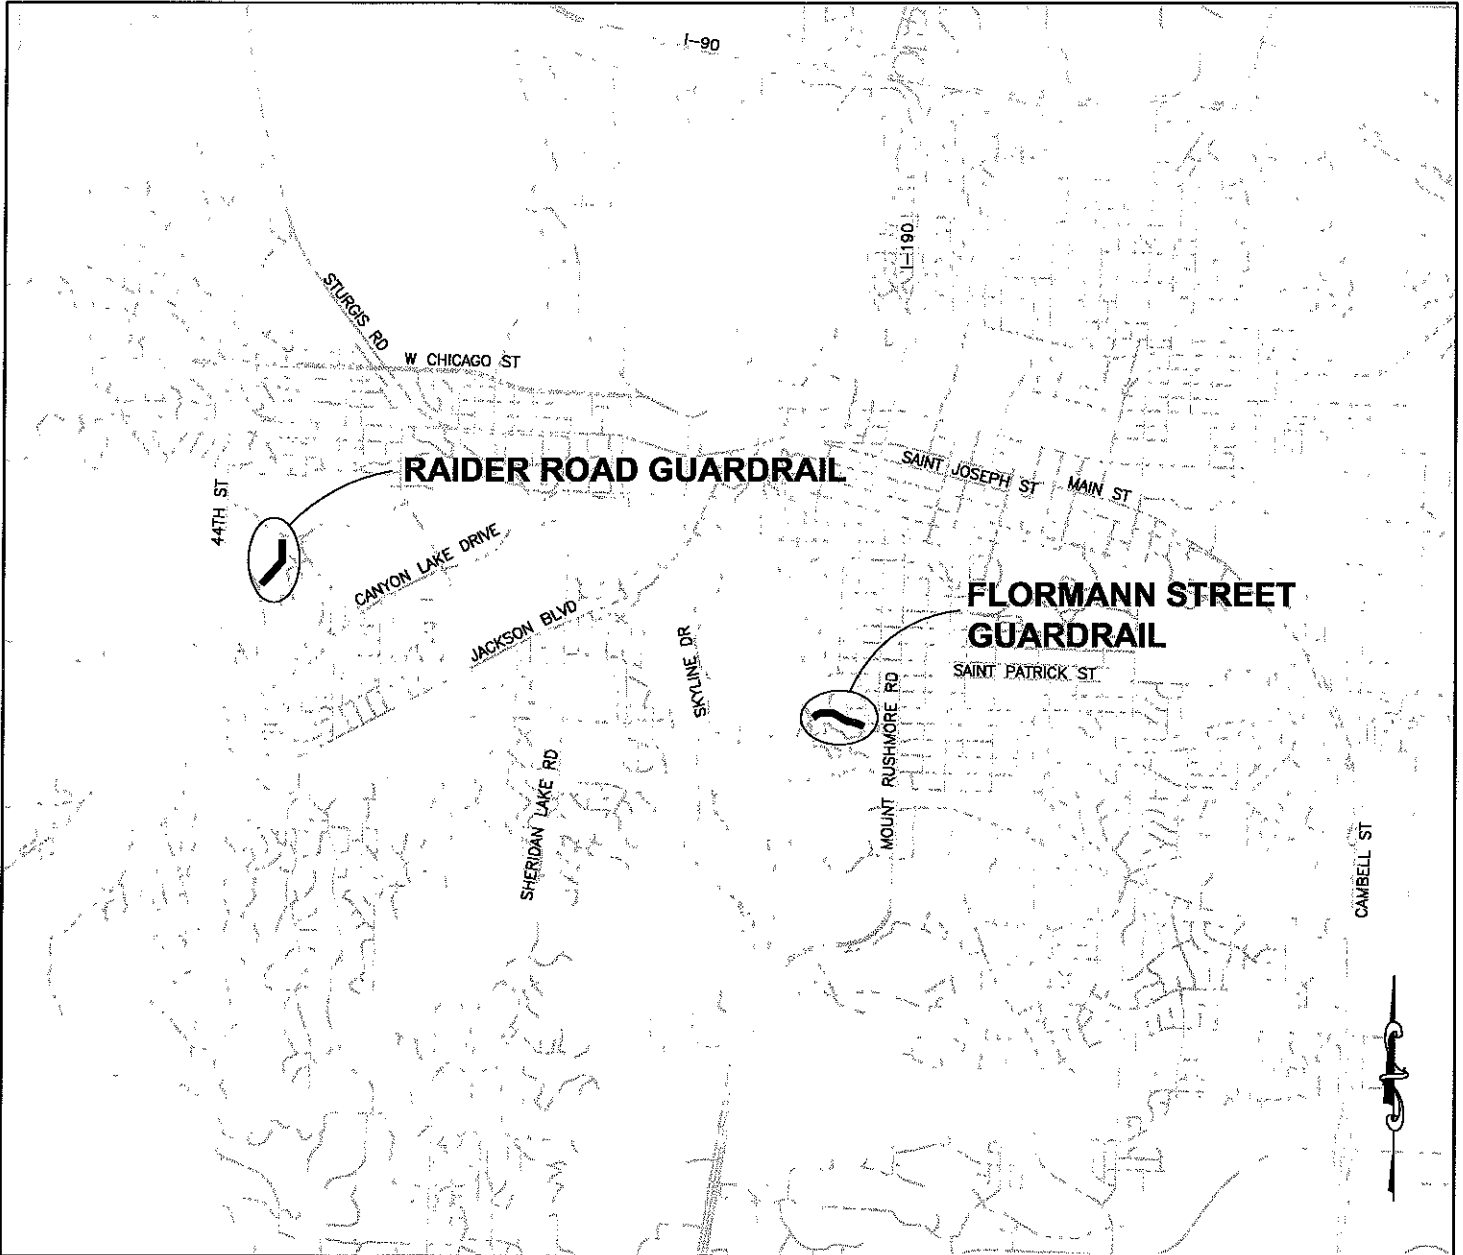 I-90
I-190
STURGIS RD
W CHICAGO ST
RAIDER ROAD GUARDRAIL
SAINT JOSEPH ST
MAIN ST
44TH ST
CANYON LAKE DRIVE
JACKSON BLVD
FLORMANN STREET
GUARDRAIL
SKYLINE DR
SAINT PATRICK ST
MOUNT RUSHMORE RD
SHERIDAN LAKE RD
CAMBELL ST